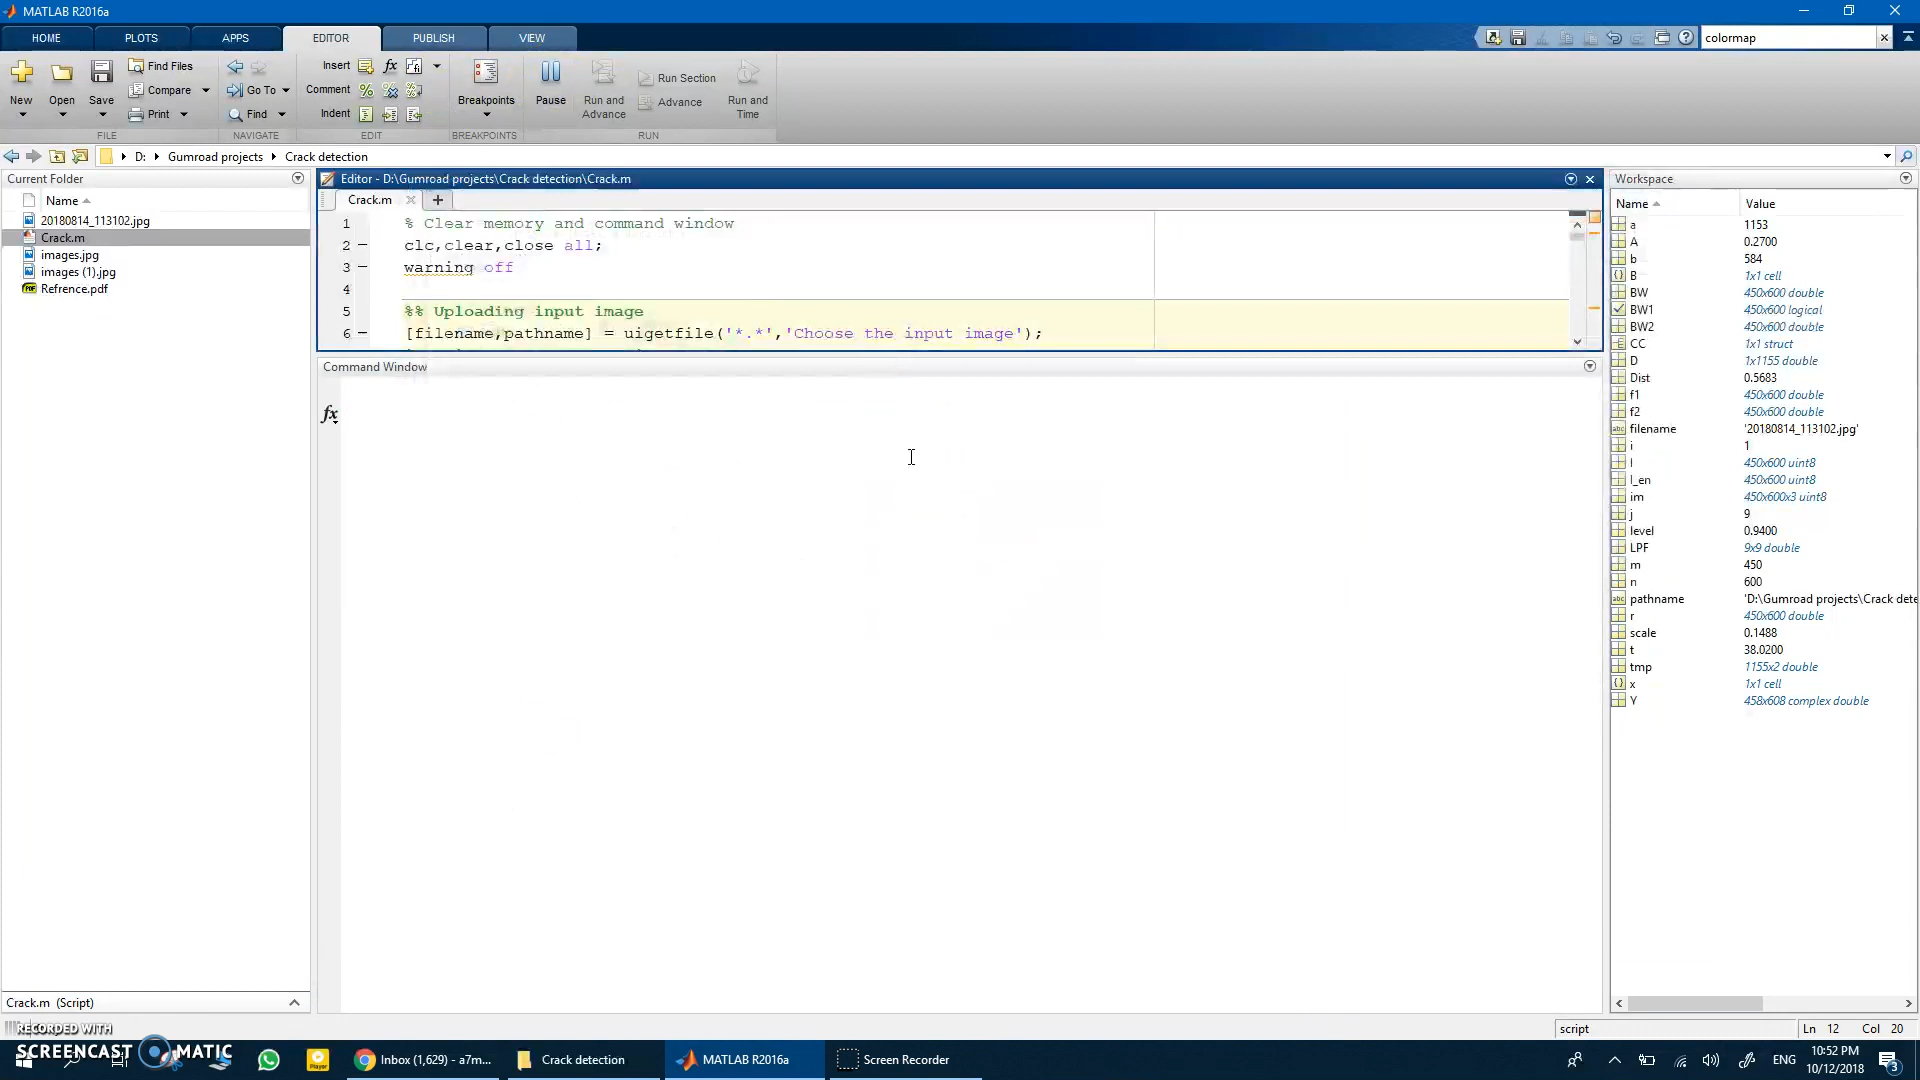 MATLAB R2016a
HOME PLOTS APPS EDITOR PUBLISH VIEW
colormap
New Open Save
Find Files
Compare
Print
FILE
Go To
Find
NAVIGATE
Insert
Comment
Indent
EDIT
Breakpoints
BREAKPOINTS
Pause
Run and Advance
Run Section
Advance
Run and Time
RUN
D: Gumroad projects Crack detection
Current Folder
Name
20180814_113102.jpg
Crack.m
images.jpg
images (1).jpg
Refrence.pdf
Crack.m (Script)
Editor - D:\Gumroad projects\Crack detection\Crack.m
Crack.m
1 % Clear memory and command window
2 clc,clear,close all;
3 warning off
4
5 %% Uploading input image
6 [filename,pathname] = uigetfile('*.*','Choose the input image');
Command Window
fx
Workspace
Name Value
a 1153
A 0.2700
b 584
B 1x1 cell
BW 450x600 double
BW1 450x600 logical
BW2 450x600 double
CC 1x1 struct
D 1x1155 double
Dist 0.5683
f1 450x600 double
f2 450x600 double
filename '20180814_113102.jpg'
i 1
I 450x600 uint8
I_en 450x600 uint8
im 450x600x3 uint8
j 9
level 0.9400
LPF 9x9 double
m 450
n 600
pathname 'D:\Gumroad projects\Crack dete
r 450x600 double
scale 0.1488
t 38.0200
tmp 1155x2 double
x 1x1 cell
Y 458x608 complex double
script Ln 12 Col 20
RECORDED WITH
SCREENCAST MATIC
Player
Inbox (1,629) - a7m...
Crack detection
MATLAB R2016a
Screen Recorder
ENG
10:52 PM
10/12/2018
3